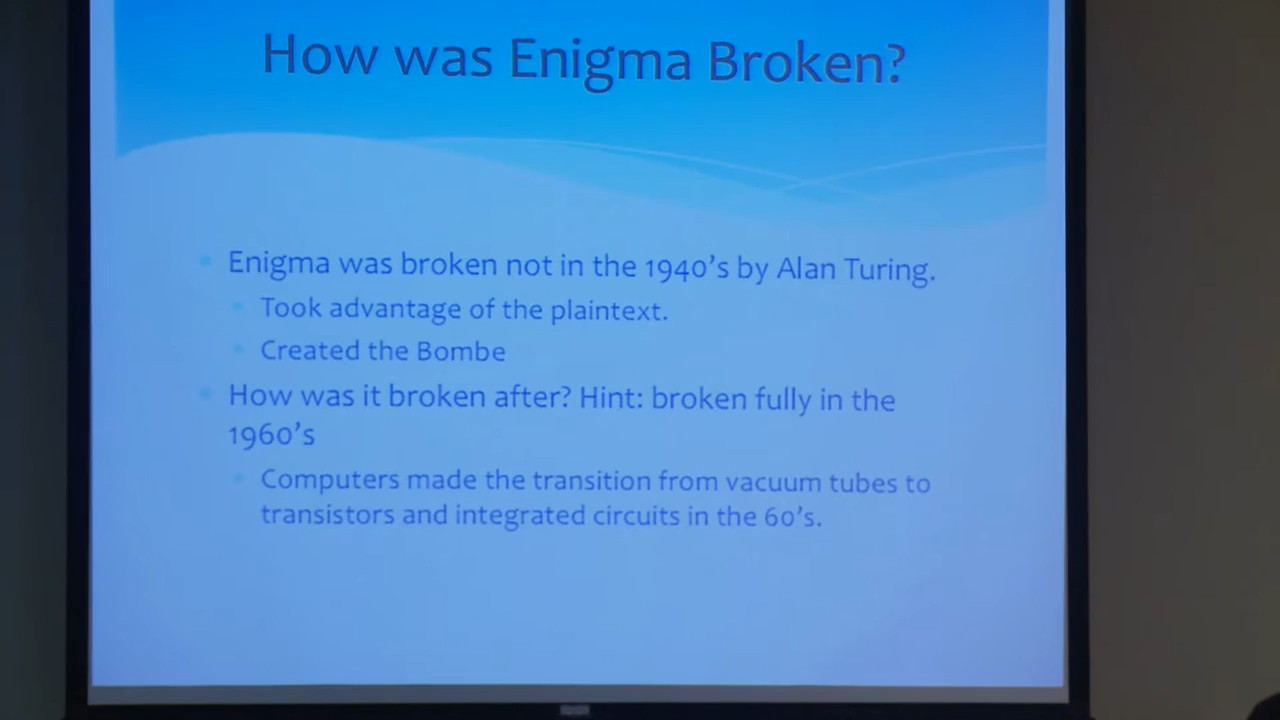 How was Enigma Broken?
Enigma was broken not in the 1940's by Alan Turing.
Took advantage of the plaintext.
Created the Bombe
How was it broken after? Hint: broken fully in the
1960's
Computers made the transition from vacuum tubes to
transistors and integrated circuits in the 60's.